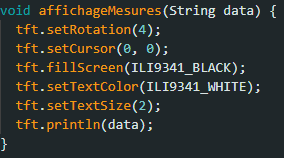 void affichageMesures(String data) {
  tft.setRotation(4);
  tft.setCursor(0, 0);
  tft.fillScreen(ILI9341_BLACK);
  tft.setTextColor(ILI9341_WHITE);
  tft.setTextSize(2);
  tft.println(data);
}